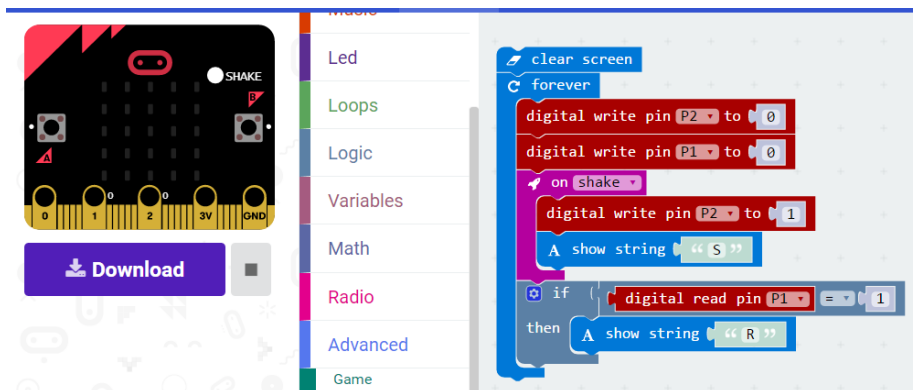 SHAKE
B
A
0
0
0 1 2 3V GND
Download
Music
Led
Loops
Logic
Variables
Math
Radio
Advanced
Game
clear screen
forever
digital write pin P2 to 0
digital write pin P1 to 0
on shake
digital write pin P2 to 1
show string “ S ”
if digital read pin P1 = 1
then show string “ R ”